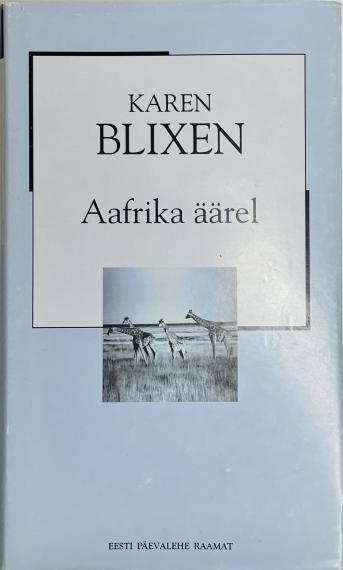 KAREN
BLIXEN
Aafrika äärel
EESTI PÄEVALEHE RAAMAT